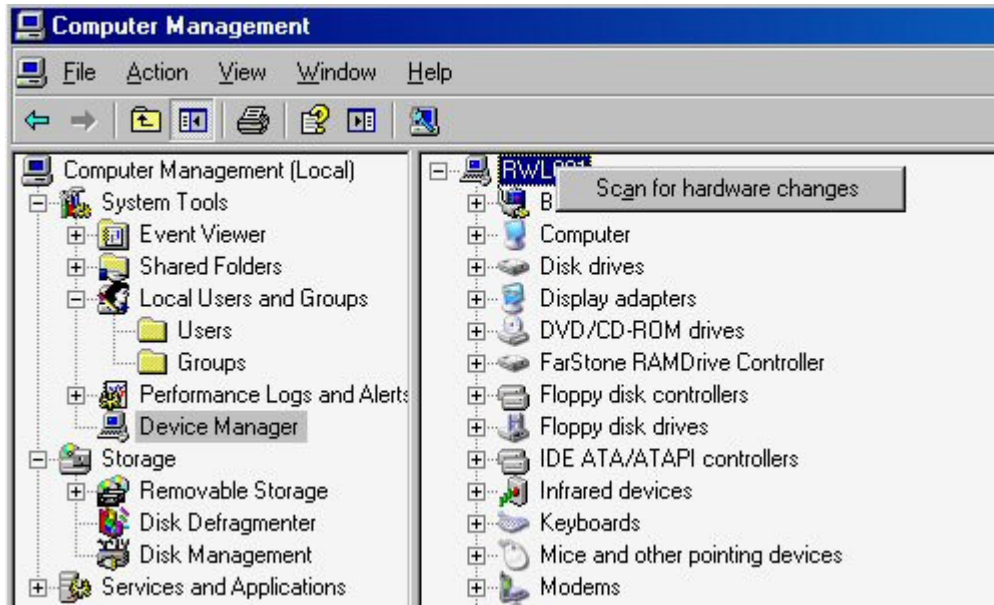 Computer Management
File Action View Window Help
Computer Management (Local)
System Tools
Event Viewer
Shared Folders
Local Users and Groups
Users
Groups
Performance Logs and Alerts
Device Manager
Storage
Removable Storage
Disk Defragmenter
Disk Management
Services and Applications
Scan for hardware changes
Computer
Disk drives
Display adapters
DVD/CD-ROM drives
FarStone RAMDrive Controller
Floppy disk controllers
Floppy disk drives
IDE ATA/ATAPI controllers
Infrared devices
Keyboards
Mice and other pointing devices
Modems